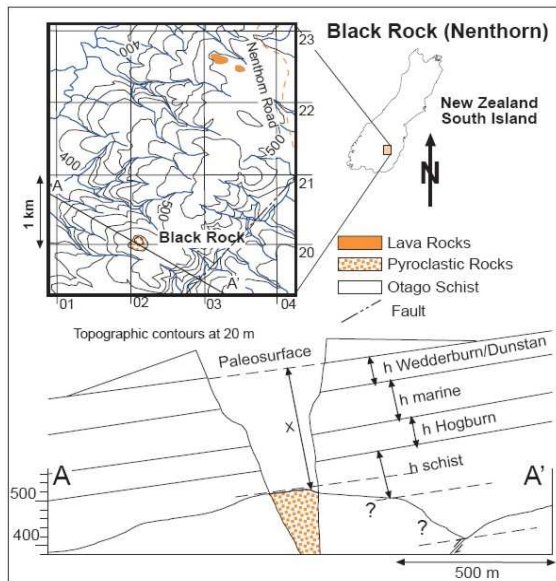 Black Rock (Nenthorn)
New Zealand
South Island
N
23
22
21
20
01
02
03
04
400
Nenthorn Road
500
400
500
A
A'
Black Rock
1 km
Lava Rocks
Pyroclastic Rocks
Otago Schist
Fault
Topographic contours at 20 m
Paleosurface
h Wedderburn/Dunstan
h marine
h Hogburn
h schist
x
A
A'
500
400
?
?
500 m